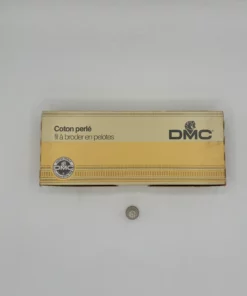 Coton perlé
fil à broder en pelotes
DMC